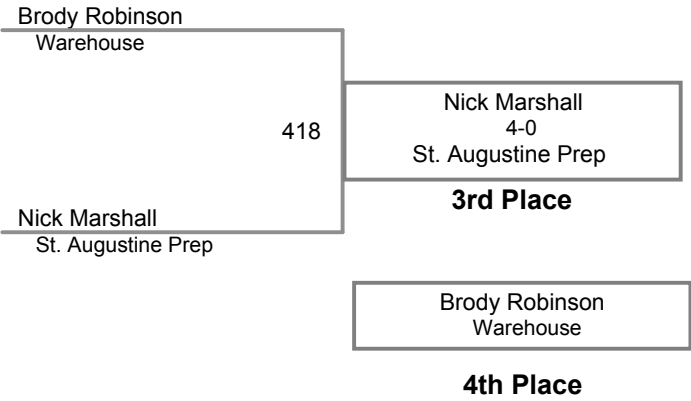 Brody Robinson
Warehouse
418
Nick Marshall
4-0
St. Augustine Prep
3rd Place
Nick Marshall
St. Augustine Prep
Brody Robinson
Warehouse
4th Place